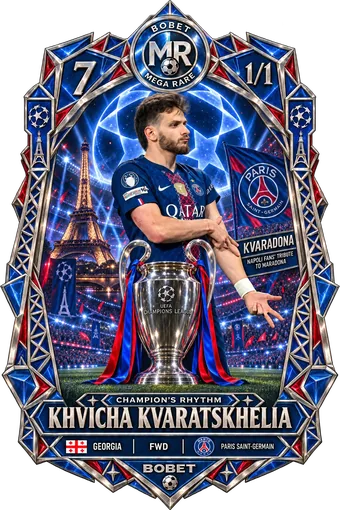 BOBET
MR
MEGA RARE
7
1/1
PARIS
SAINT-GERMAIN
QATAR
KVARADONA
NAPOLI FANS' TRIBUTE
TO MARADONA
UEFA
CHAMPIONS LEAGUE
CHAMPION'S RHYTHM
KHVICHA KVARATSKHELIA
GEORGIA
FWD
PARIS SAINT-GERMAIN
BOBET